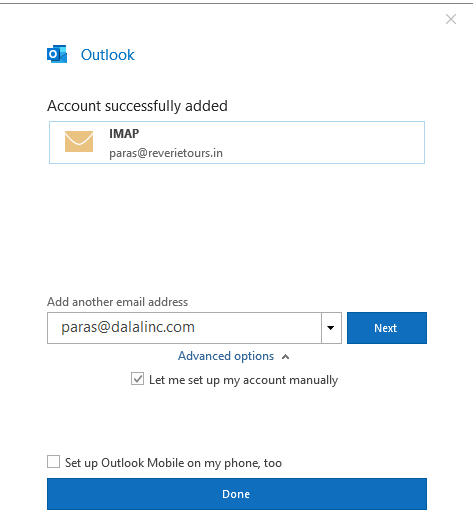 Outlook
Account successfully added
IMAP
paras@reverietours.in
Add another email address
paras@dalalinc.com
Next
Advanced options
Let me set up my account manually
Set up Outlook Mobile on my phone, too
Done